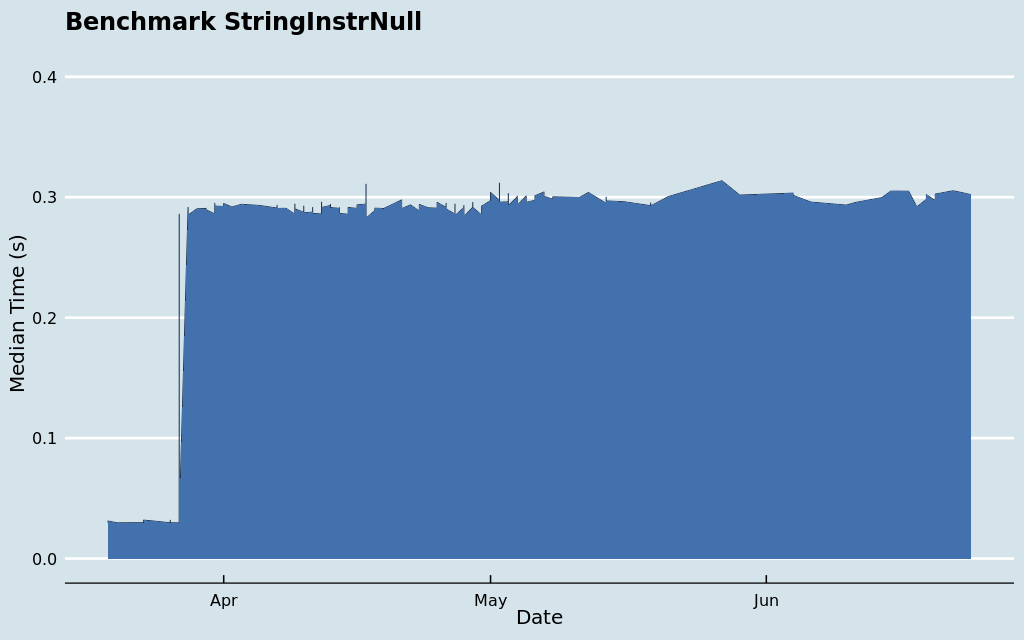 Benchmark StringInstrNull
0.4
0.3
0.2
0.1
0.0
Median Time (s)
Apr
May
Jun
Date